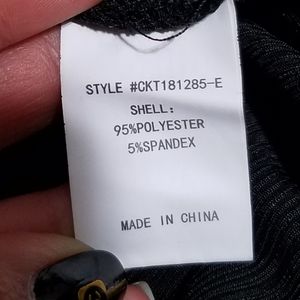 STYLE #CKT181285-E
SHELL:
95%POLYESTER
5%SPANDEX
MADE IN CHINA